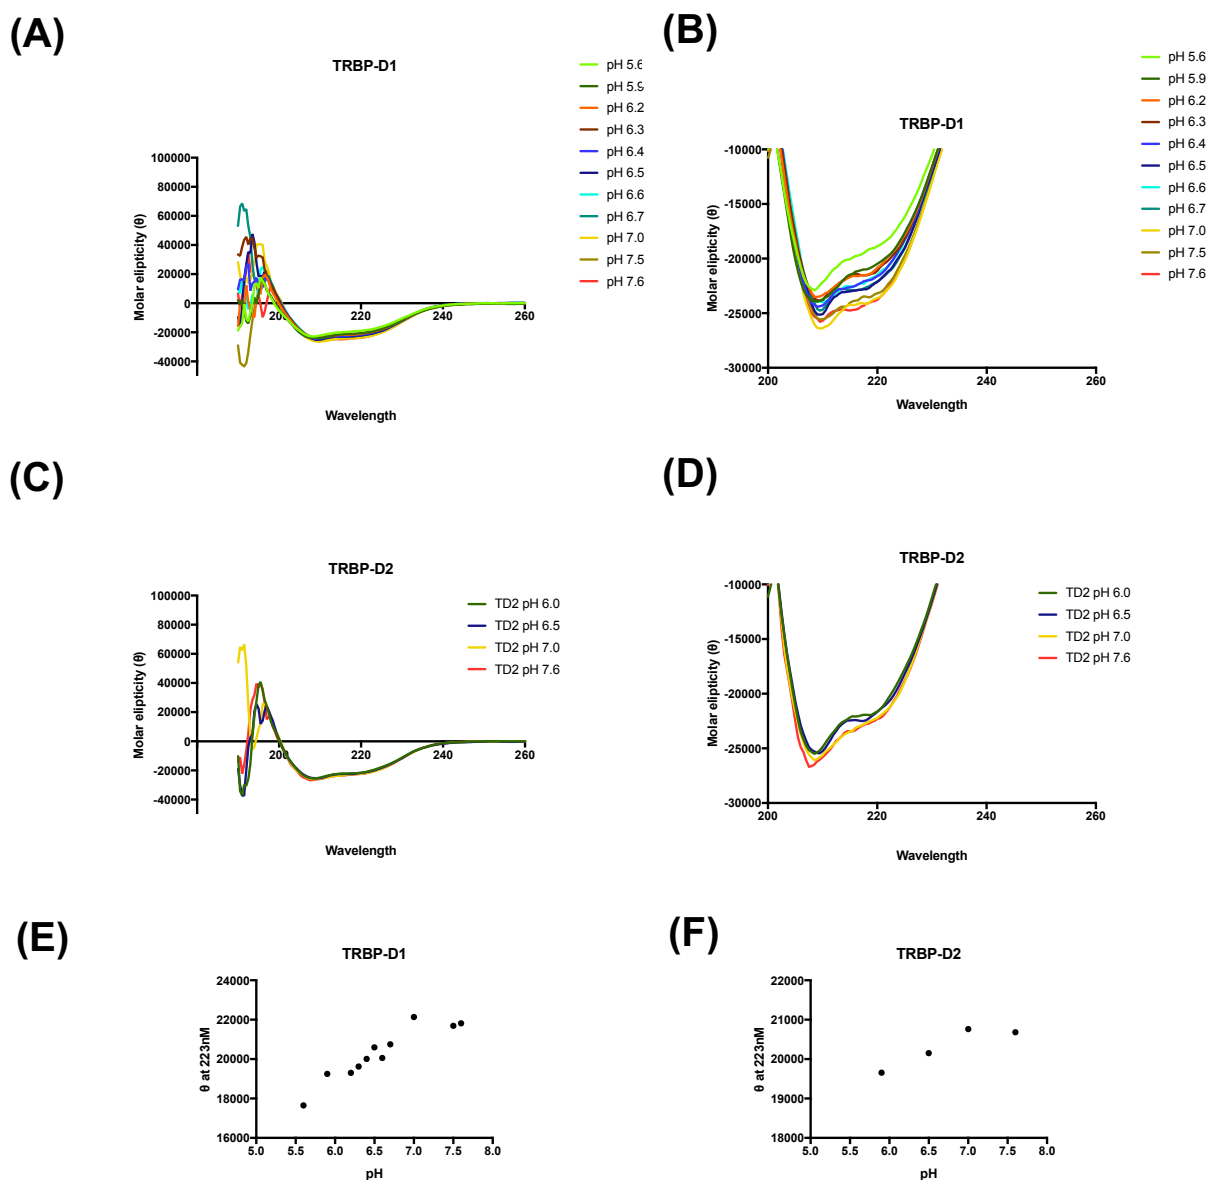 (A)
TRBP-D1
pH 5.6
pH 5.9
pH 6.2
pH 6.3
pH 6.4
pH 6.5
pH 6.6
pH 6.7
pH 7.0
pH 7.5
pH 7.6
100000
80000
60000
40000
20000
0
-20000
-40000
200
220
240
260
Molar elipticity (θ)
Wavelength
(B)
TRBP-D1
pH 5.6
pH 5.9
pH 6.2
pH 6.3
pH 6.4
pH 6.5
pH 6.6
pH 6.7
pH 7.0
pH 7.5
pH 7.6
-10000
-15000
-20000
-25000
-30000
200
220
240
260
Molar elipticity (θ)
Wavelength
(C)
TRBP-D2
TD2 pH 6.0
TD2 pH 6.5
TD2 pH 7.0
TD2 pH 7.6
100000
80000
60000
40000
20000
0
-20000
-40000
200
220
240
260
Molar elipticity (θ)
Wavelength
(D)
TRBP-D2
TD2 pH 6.0
TD2 pH 6.5
TD2 pH 7.0
TD2 pH 7.6
-10000
-15000
-20000
-25000
-30000
200
220
240
260
Molar elipticity (θ)
Wavelength
(E)
TRBP-D1
24000
22000
20000
18000
16000
5.0
5.5
6.0
6.5
7.0
7.5
8.0
θ at 223nM
pH
(F)
TRBP-D2
22000
21000
20000
19000
18000
5.0
5.5
6.0
6.5
7.0
7.5
8.0
θ at 223nM
pH